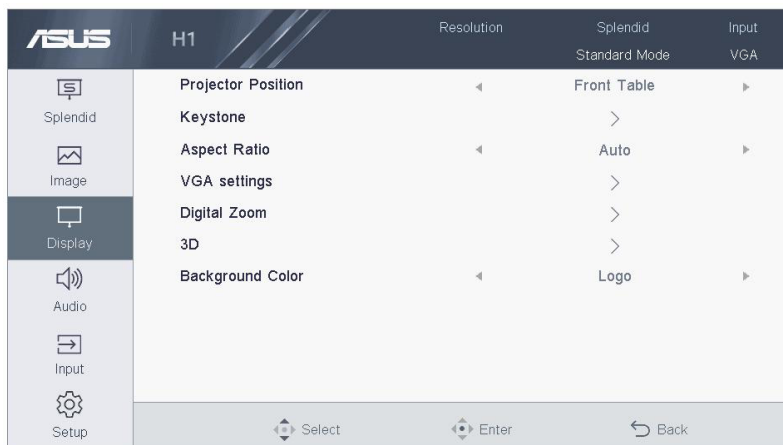 ASUS H1 Resolution Splendid Input
Standard Mode VGA
Splendid
Image
Display
Audio
Input
Setup
Projector Position Front Table
Keystone
Aspect Ratio Auto
VGA settings
Digital Zoom
3D
Background Color Logo
Select Enter Back